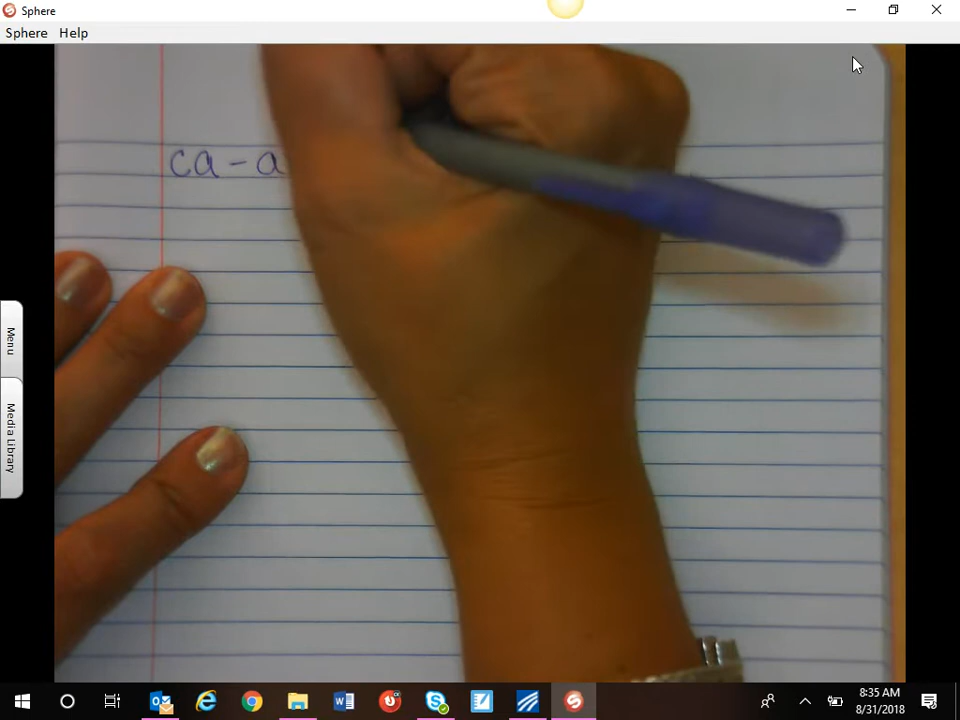 Sphere
Sphere Help
ca - a
Menu
Media Library
8:35 AM
8/31/2018